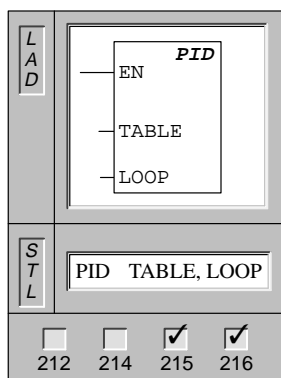 L
A
D
PID
EN
TABLE
LOOP
S
T
L
PID TABLE, LOOP
212 214 215 216